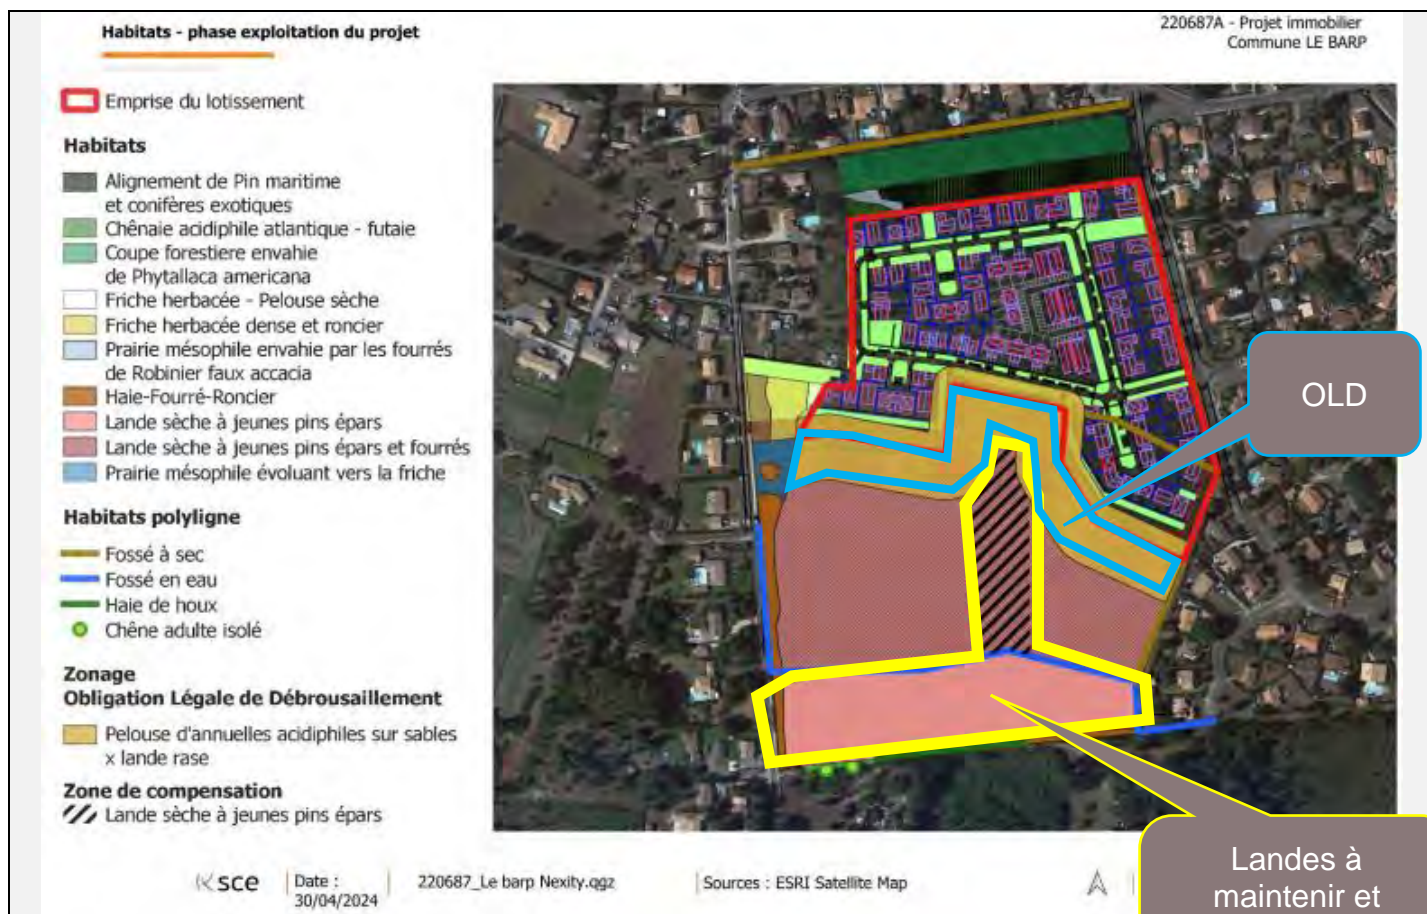 Habitats - phase exploitation du projet
220687A - Projet immobilier
Commune LE BARP
Emprise du lotissement
Habitats
Alignement de Pin maritime
et conifères exotiques
Chênaie acidiphile atlantique - futaie
Coupe forestiere envahie
de Phytallaca americana
Friche herbacée - Pelouse sèche
Friche herbacée dense et roncier
Prairie mésophile envahie par les fourrés
de Robinier faux accacia
Haie-Fourré-Roncier
Lande sèche à jeunes pins épars
Lande sèche à jeunes pins épars et fourrés
Prairie mésophile évoluant vers la friche
Habitats polyligne
Fossé à sec
Fossé en eau
Haie de houx
Chêne adulte isolé
Zonage
Obligation Légale de Débrousaillement
Pelouse d'annuelles acidiphiles sur sables
x lande rase
Zone de compensation
Lande sèche à jeunes pins épars
OLD
Landes à
maintenir et
sce
Date :
30/04/2024
220687_Le barp Nexity.qgz
Sources : ESRI Satellite Map